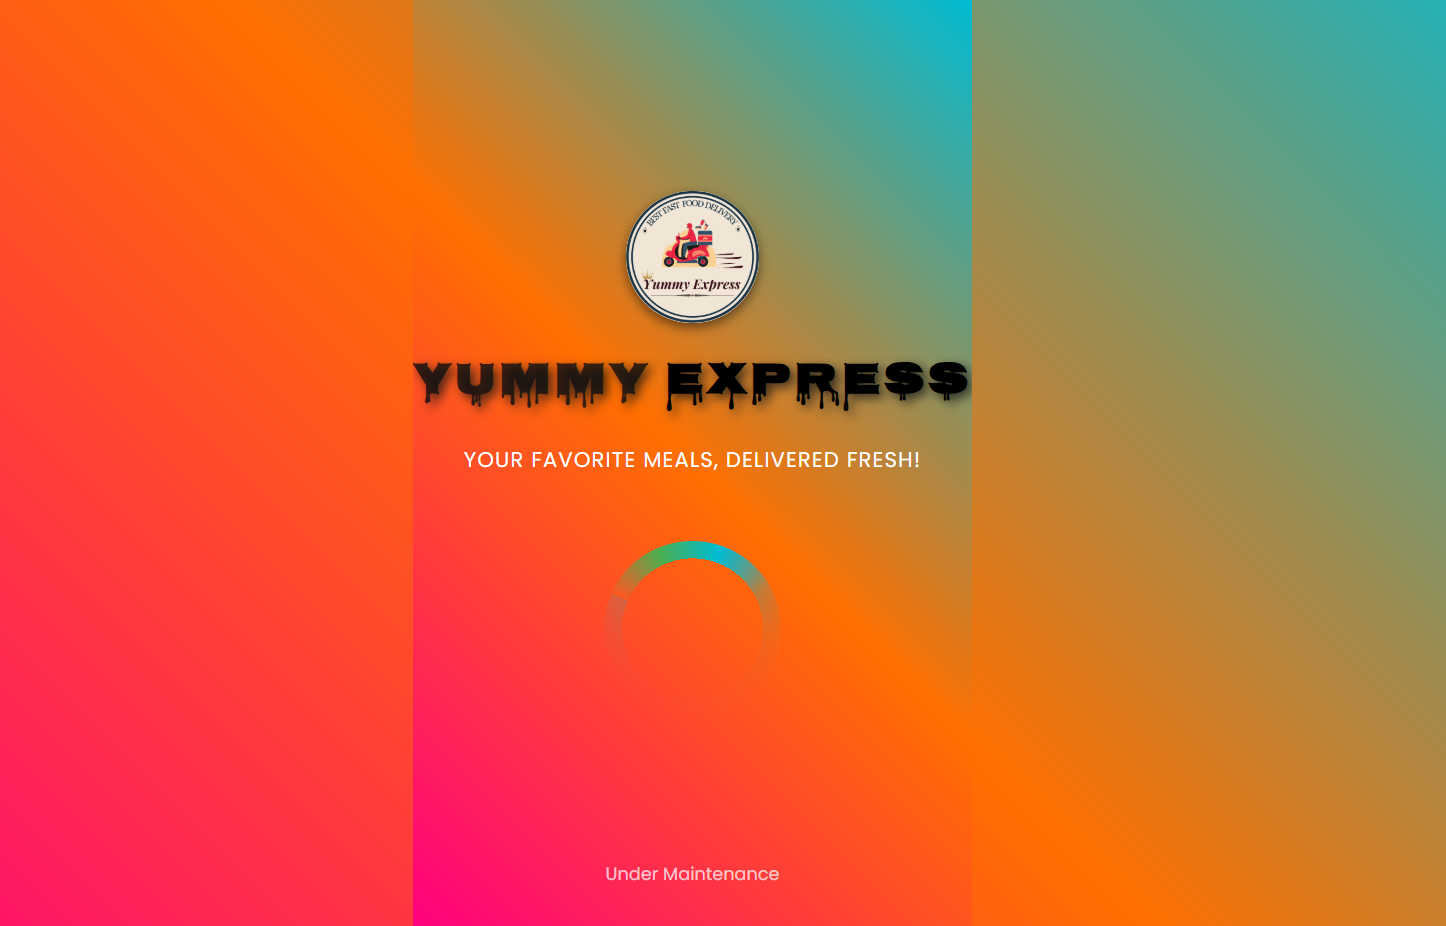 BEST FAST FOOD DELIVERY
Yummy Express
YUMMY EXPRESS
YOUR FAVORITE MEALS, DELIVERED FRESH!
Under Maintenance